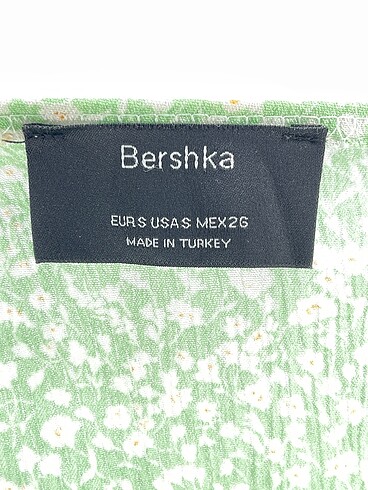 Bershka
EUR S USA S MEX 26
MADE IN TURKEY